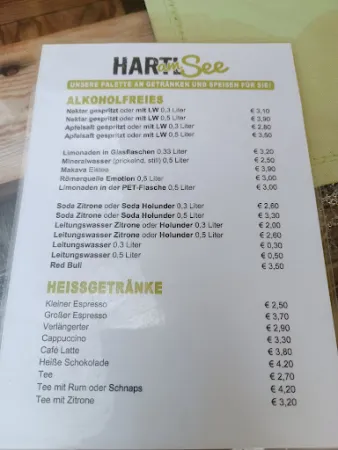 HARTL am See
UNSERE PALETTE AN GETRÄNKEN UND SPEISEN FÜR SIE!
ALKOHOLFREIES
Nektar gespritzt oder mit LW 0,3 Liter € 3,10
Nektar gespritzt oder mit LW 0,5 Liter € 3,90
Apfelsaft gespritzt oder mit LW 0,3 Liter € 2,80
Apfelsaft gespritzt oder mit LW 0,5 Liter € 3,50
Limonaden in Glasflaschen 0,33 Liter € 3,20
Mineralwasser (prickelnd, still) 0,5 Liter € 2,50
Makava Eistee € 3,90
Römerquelle Emotion 0,5 Liter € 3,00
Limonaden in der PET-Flasche 0,5 Liter € 3,00
Soda Zitrone oder Soda Holunder 0,3 Liter € 2,60
Soda Zitrone oder Soda Holunder 0,5 Liter € 3,30
Leitungswasser Zitrone oder Holunder 0,3 Liter € 2,00
Leitungswasser Zitrone oder Holunder 0,5 Liter € 2,60
Leitungswasser 0,3 Liter € 0,30
Leitungswasser 0,5 Liter € 0,50
Red Bull € 3,50
HEISSGETRÄNKE
Kleiner Espresso € 2,50
Großer Espresso € 3,70
Verlängerter € 2,90
Cappuccino € 3,30
Café Latte € 3,80
Heiße Schokolade € 4,20
Tee € 2,70
Tee mit Rum oder Schnaps € 4,20
Tee mit Zitrone € 3,20